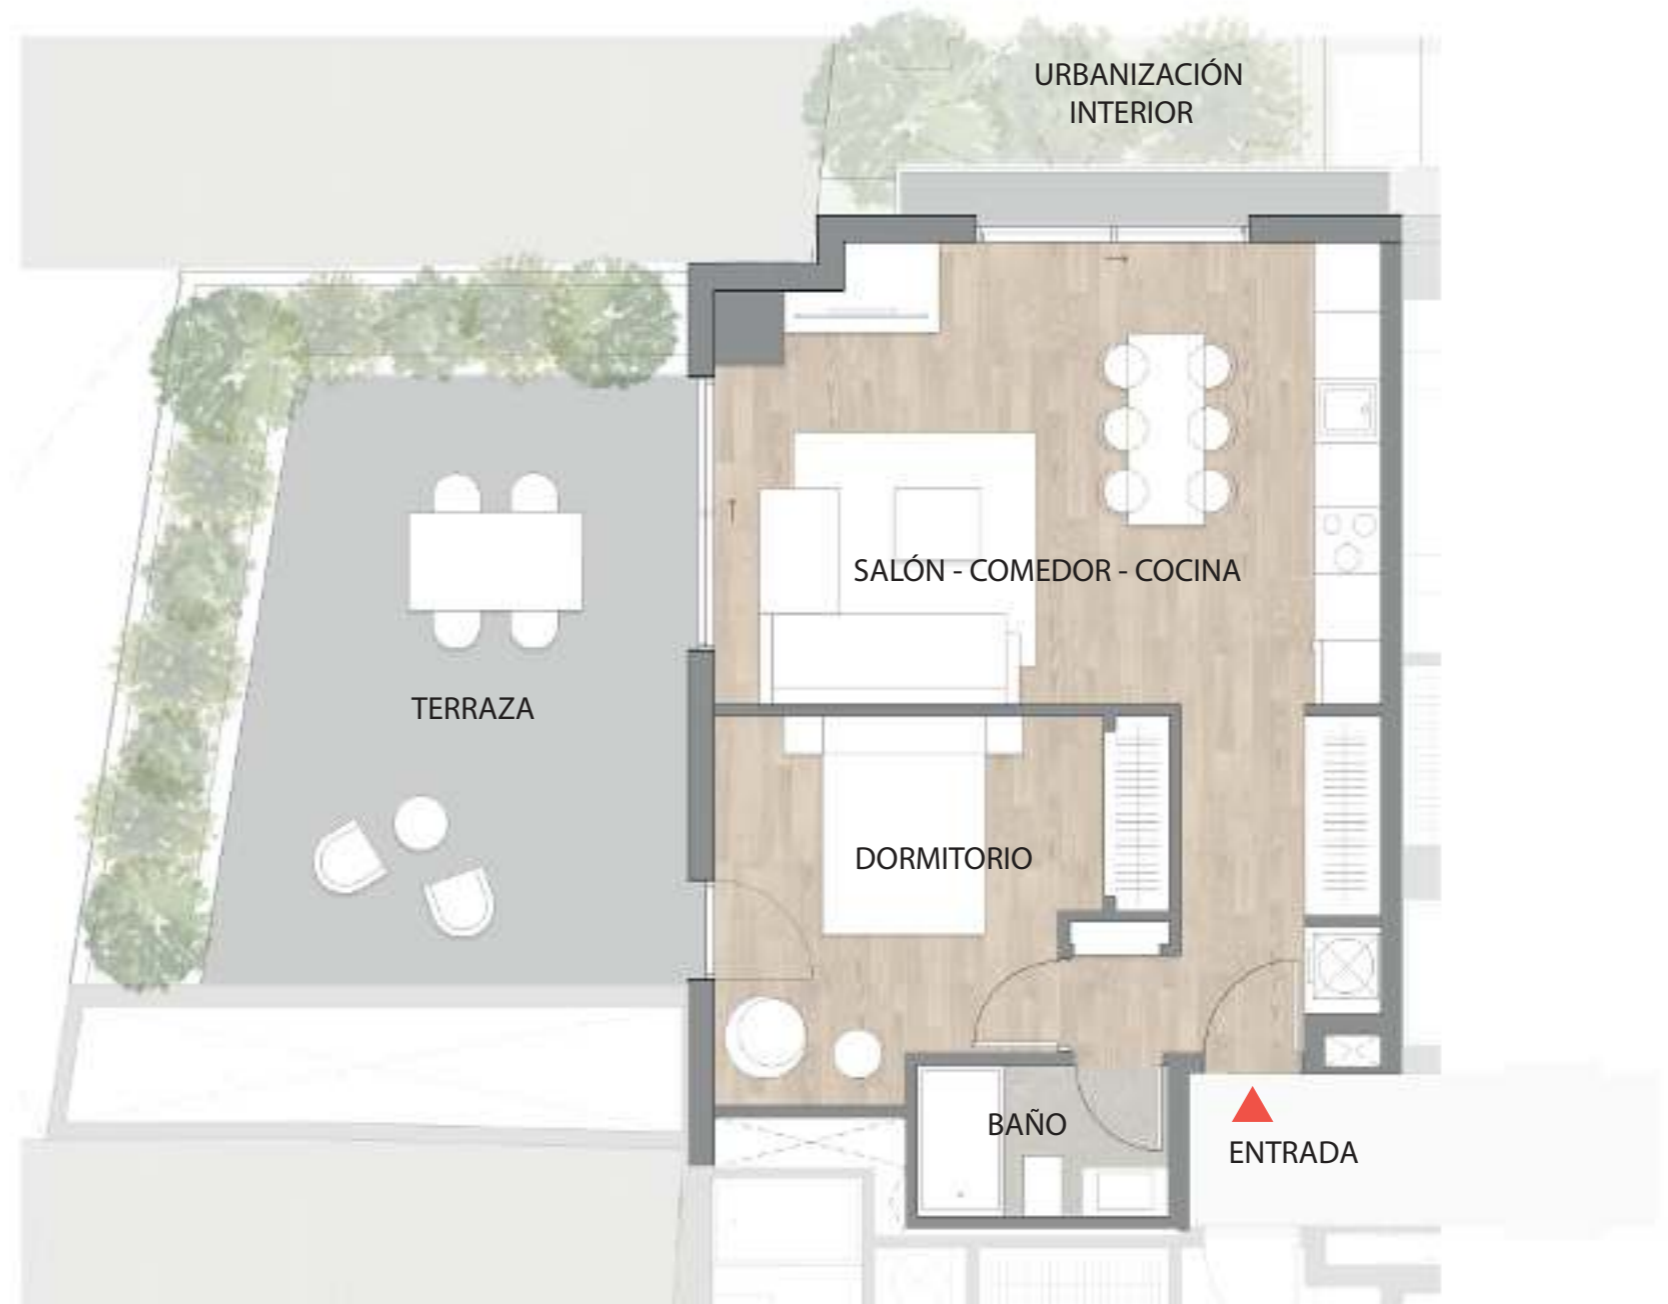 URBANIZACIÓN
INTERIOR
SALÓN - COMEDOR - COCINA
TERRAZA
DORMITORIO
BAÑO
ENTRADA